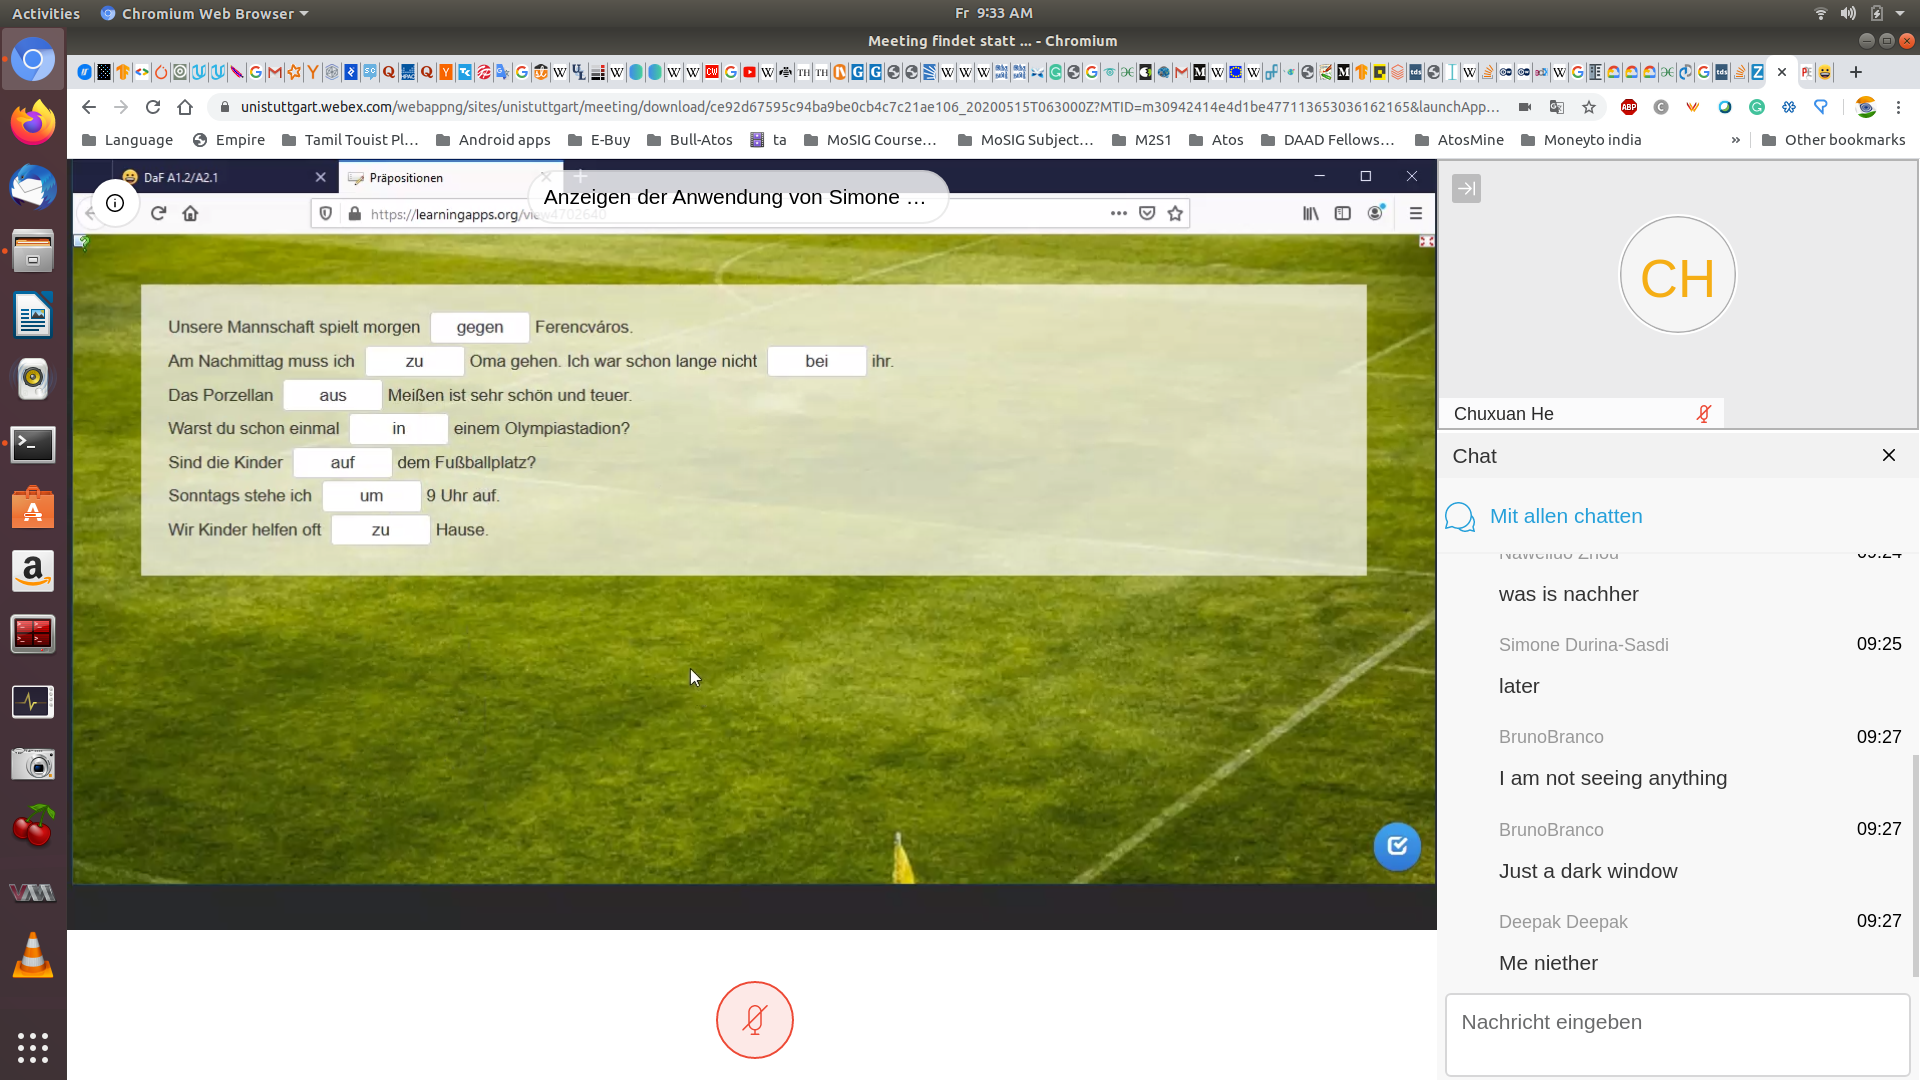 Activities
Chromium Web Browser
Fr 9:33 AM
Meeting findet statt ... - Chromium
unistuttgart.webex.com/webappng/sites/unistuttgart/meeting/download/ce92d67595c94ba9be0cb4c7c21ae106_20200515T063000Z?MTID=m30942414e4d1be477113653036162165&launchApp...
Language
Empire
Tamil Touist Pl...
Android apps
E-Buy
Bull-Atos
ta
MoSIG Course...
MoSIG Subject...
M2S1
Atos
DAAD Fellows...
AtosMine
Moneyto india
»
Other bookmarks
DaF A1.2/A2.1
Präpositionen
Anzeigen der Anwendung von Simone ...
https://learningapps.org/view4702640
Unsere Mannschaft spielt morgen gegen Ferencváros.
Am Nachmittag muss ich zu Oma gehen. Ich war schon lange nicht bei ihr.
Das Porzellan aus Meißen ist sehr schön und teuer.
Warst du schon einmal in einem Olympiastadion?
Sind die Kinder auf dem Fußballplatz?
Sonntags stehe ich um 9 Uhr auf.
Wir Kinder helfen oft zu Hause.
CH
Chuxuan He
Chat
Mit allen chatten
09:24
was is nachher
Simone Durina-Sasdi 09:25
later
BrunoBranco 09:27
I am not seeing anything
BrunoBranco 09:27
Just a dark window
Deepak Deepak 09:27
Me niether
Nachricht eingeben